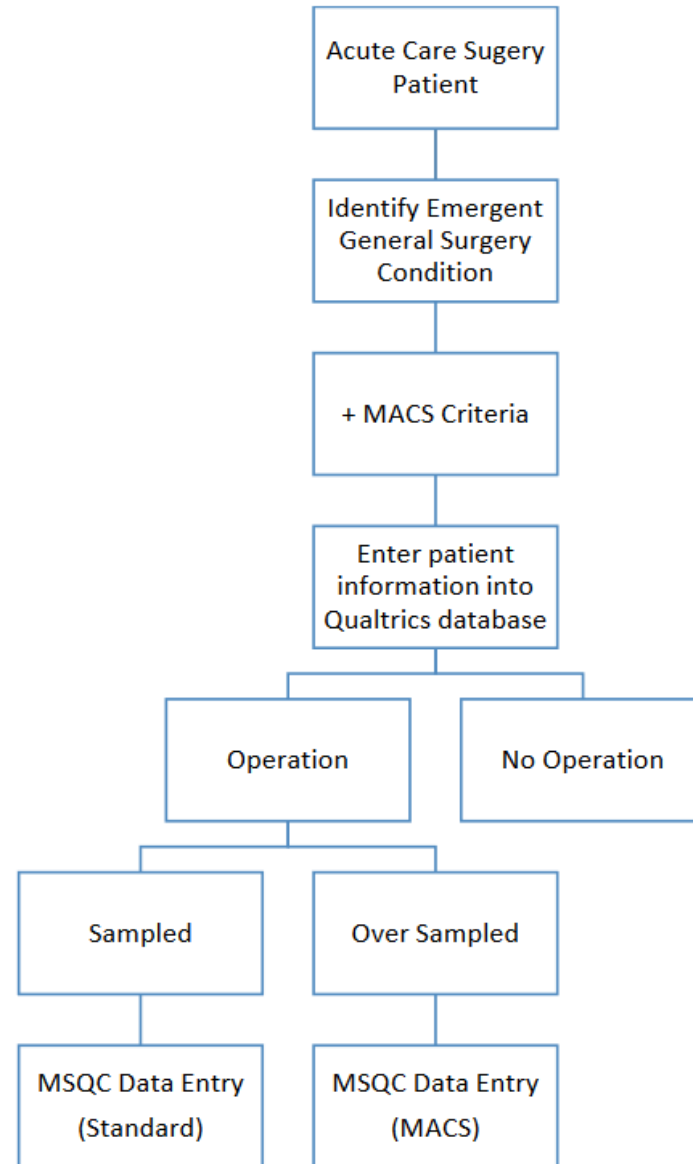 Acute Care Sugery
Patient
Identify Emergent
General Surgery
Condition
+ MACS Criteria
Enter patient
information into
Qualtrics database
Operation
No Operation
Sampled
Over Sampled
MSQC Data Entry
(Standard)
MSQC Data Entry
(MACS)